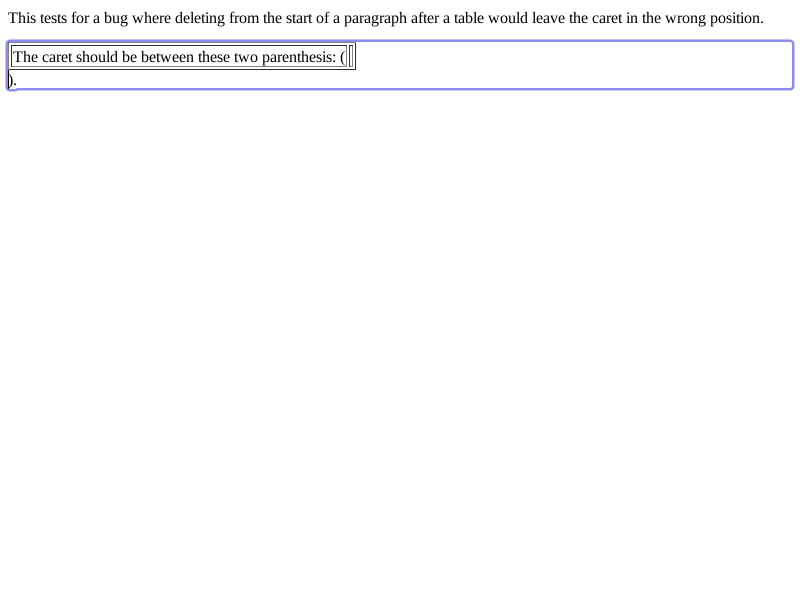 This tests for a bug where deleting from the start of a paragraph after a table would leave the caret in the wrong position.
The caret should be between these two parenthesis: (
).